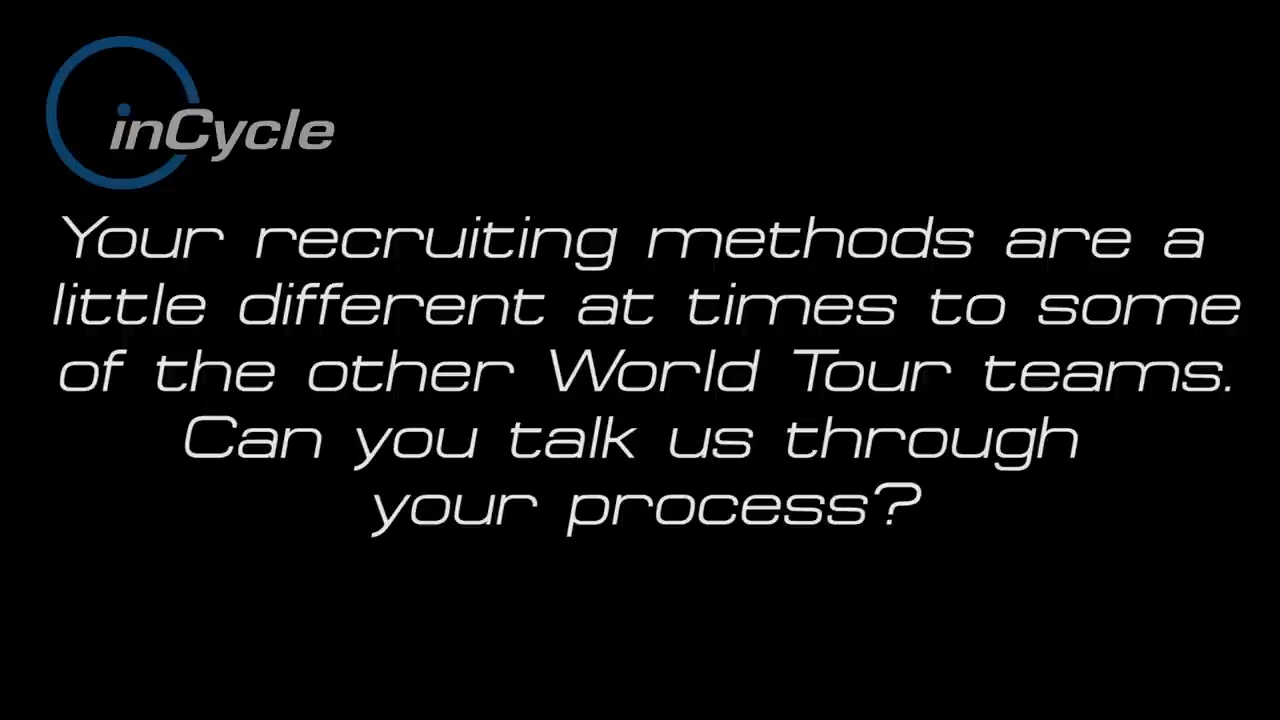 inCycle
Your recruiting methods are a
little different at times to some
of the other World Tour teams.
Can you talk us through
your process?